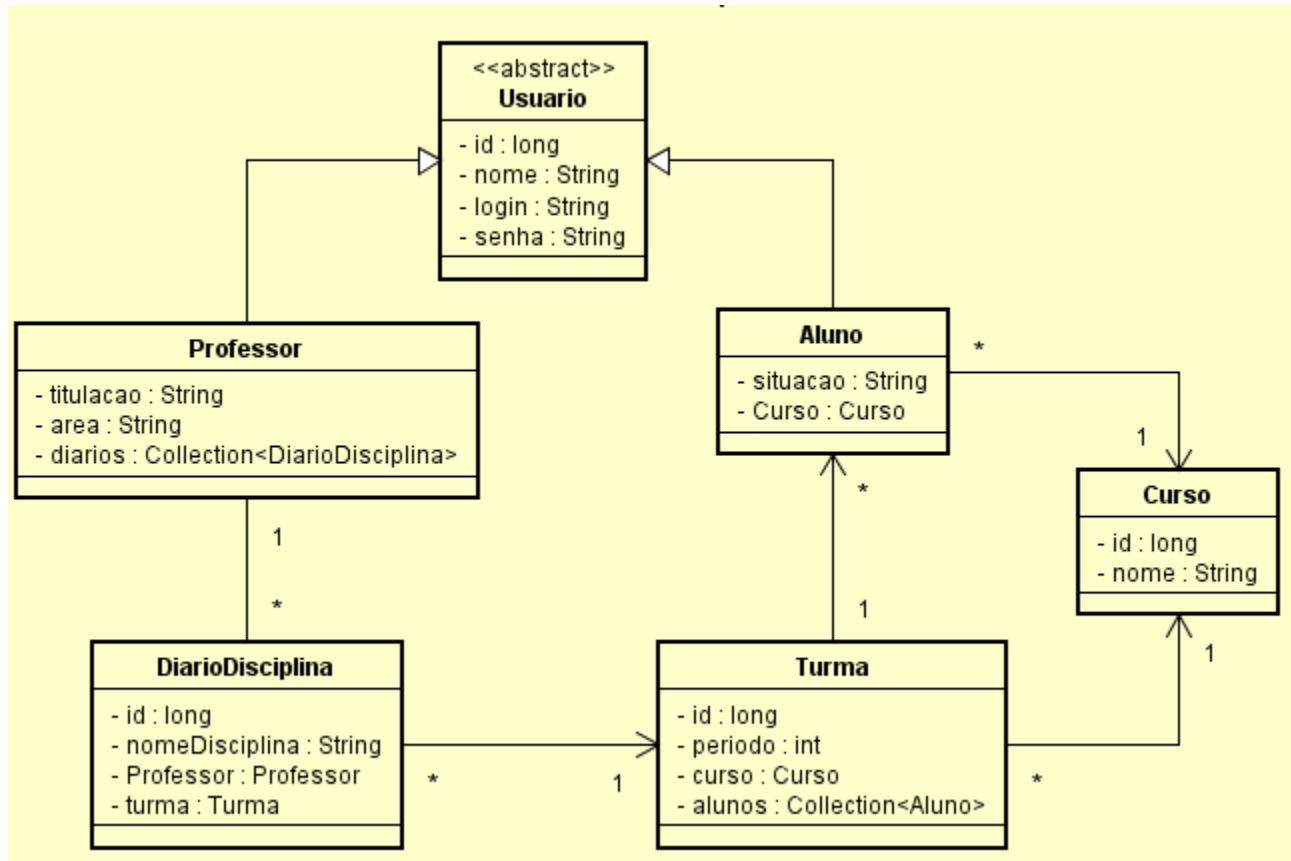 <<abstract>>
Usuario
- id : long
- nome : String
- login : String
- senha : String
Professor
- titulacao : String
- area : String
- diarios : Collection<DiarioDisciplina>
Aluno
- situacao : String
- Curso : Curso
*
1
Curso
- id : long
- nome : String
1
*
*
1
DiarioDisciplina
- id : long
- nomeDisciplina : String
- Professor : Professor
- turma : Turma
*
1
Turma
- id : long
- periodo : int
- curso : Curso
- alunos : Collection<Aluno>
*
1